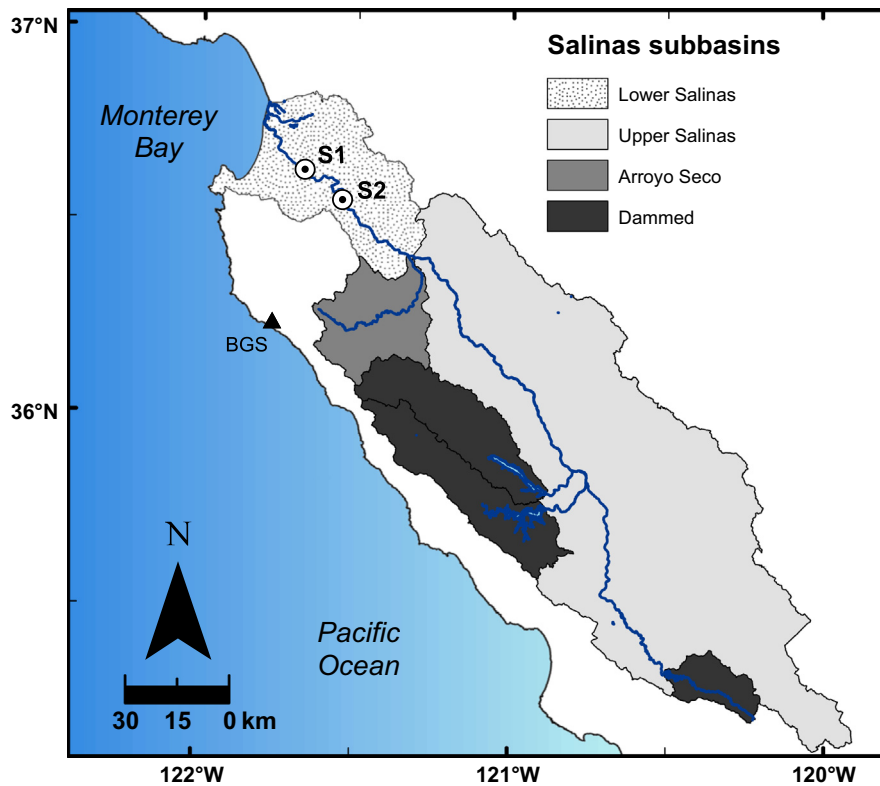 37°N
Salinas subbasins
Lower Salinas
Monterey
Bay
Upper Salinas
S1
Arroyo Seco
S2
Dammed
BGS
36°N
N
Pacific
Ocean
30 15 0 km
122°W 121°W 120°W